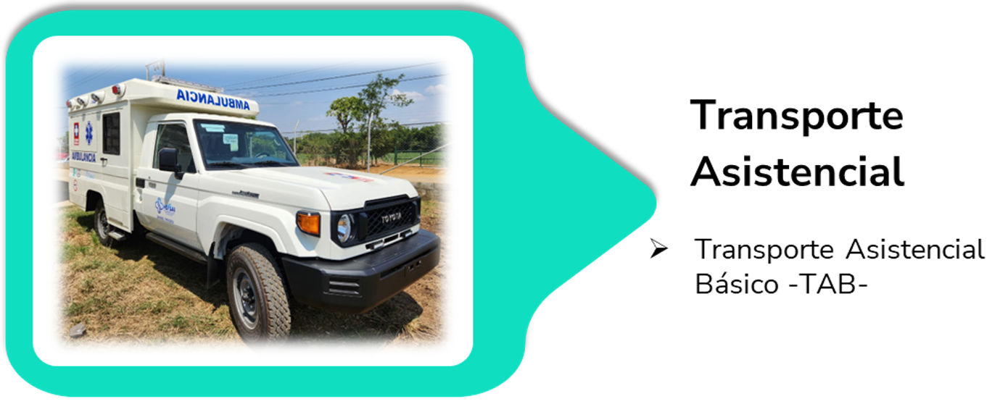 AMBULANCIA
AMBULANCIA
TOYOTA
Transporte
Asistencial
➢ Transporte Asistencial
Básico -TAB-